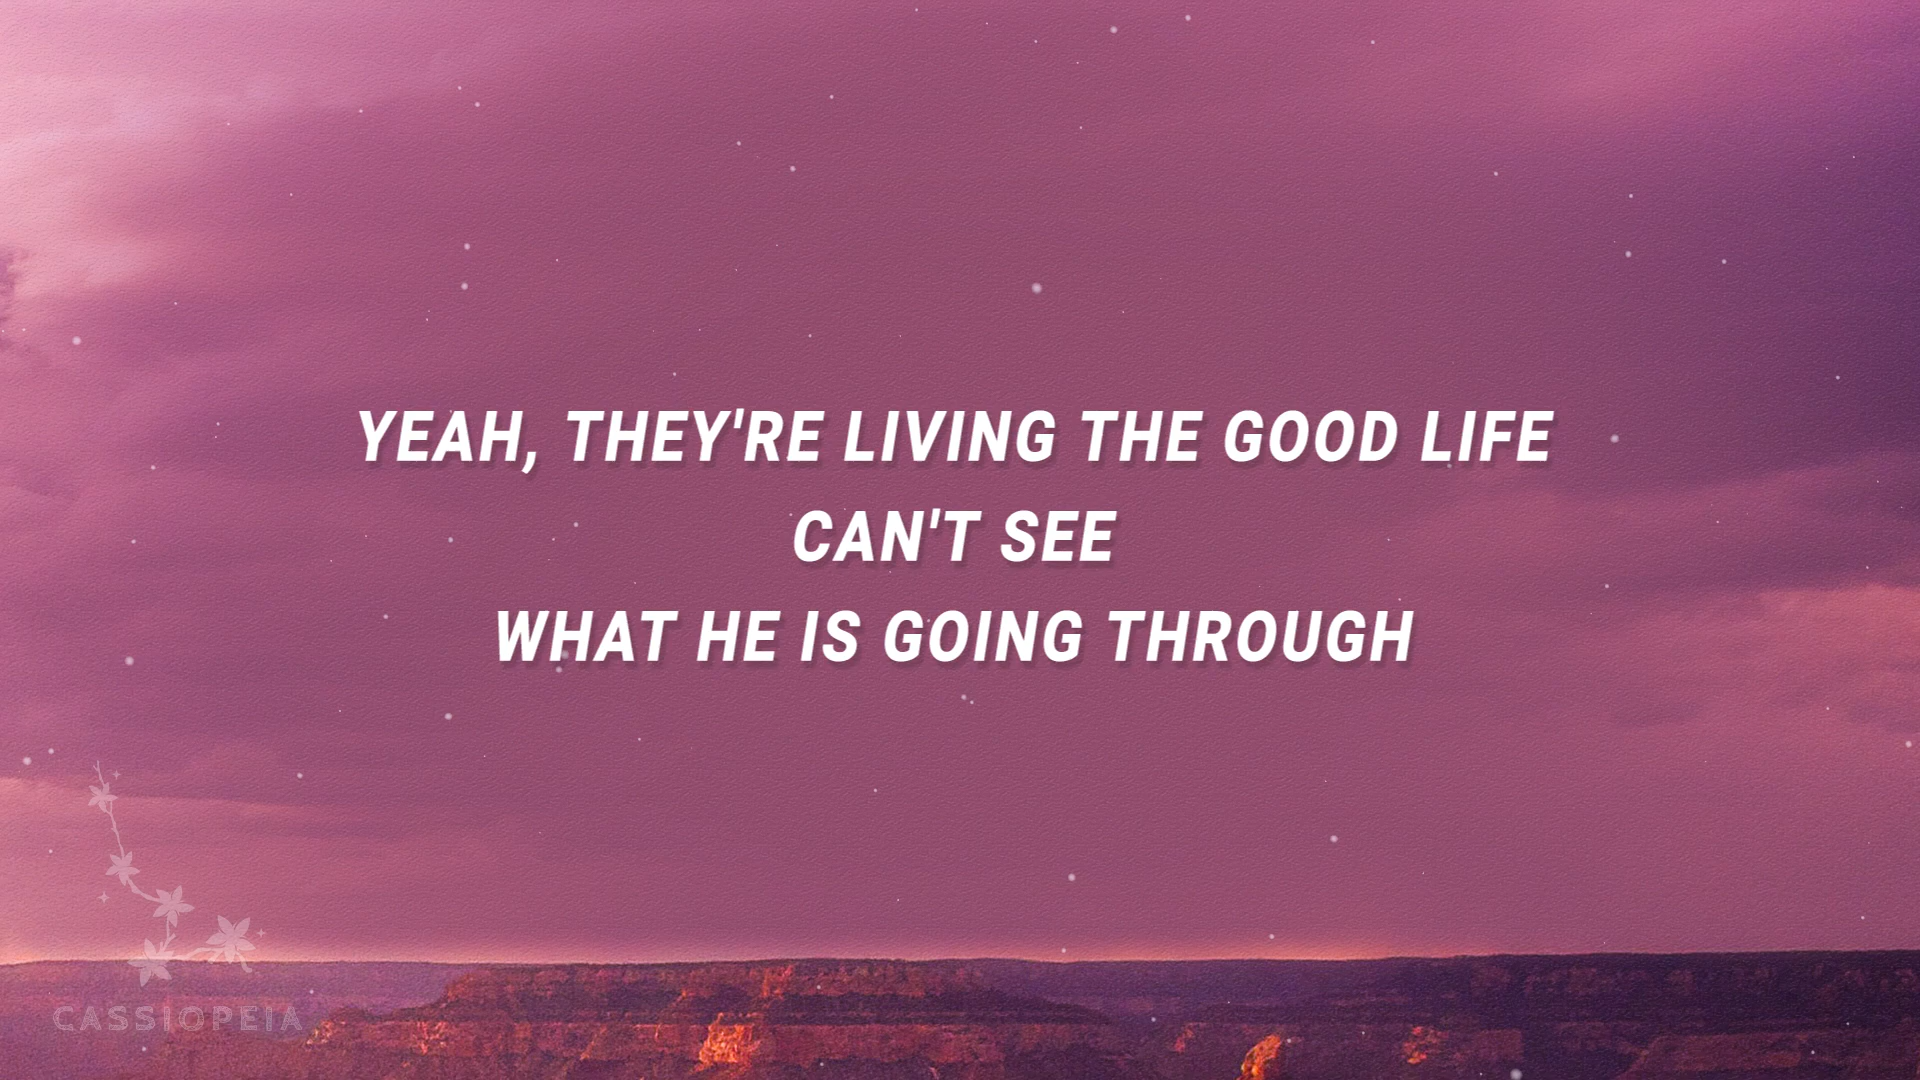 YEAH, THEY'RE LIVING THE GOOD LIFE
CAN'T SEE
WHAT HE IS GOING THROUGH
CASSIOPEIA